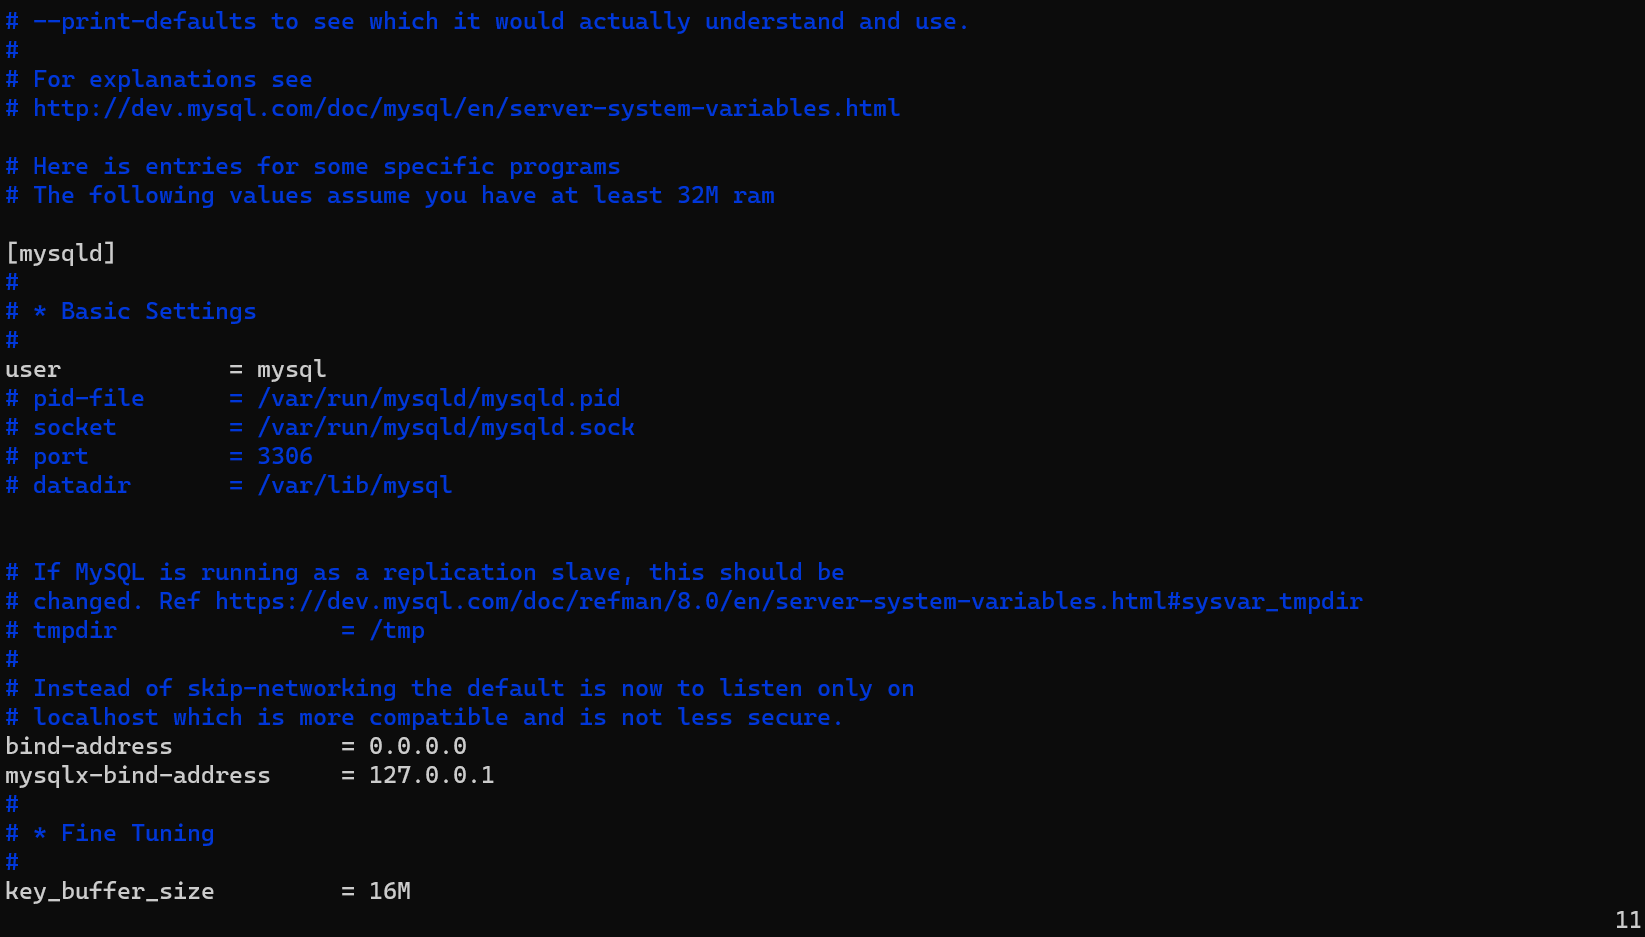 # --print-defaults to see which it would actually understand and use.
#
# For explanations see
# http://dev.mysql.com/doc/mysql/en/server-system-variables.html
# Here is entries for some specific programs
# The following values assume you have at least 32M ram
[mysqld]
#
# * Basic Settings
#
user            = mysql
# pid-file      = /var/run/mysqld/mysqld.pid
# socket        = /var/run/mysqld/mysqld.sock
# port          = 3306
# datadir       = /var/lib/mysql
# If MySQL is running as a replication slave, this should be
# changed. Ref https://dev.mysql.com/doc/refman/8.0/en/server-system-variables.html#sysvar_tmpdir
# tmpdir                = /tmp
#
# Instead of skip-networking the default is now to listen only on
# localhost which is more compatible and is not less secure.
bind-address            = 0.0.0.0
mysqlx-bind-address     = 127.0.0.1
#
# * Fine Tuning
#
key_buffer_size         = 16M
11